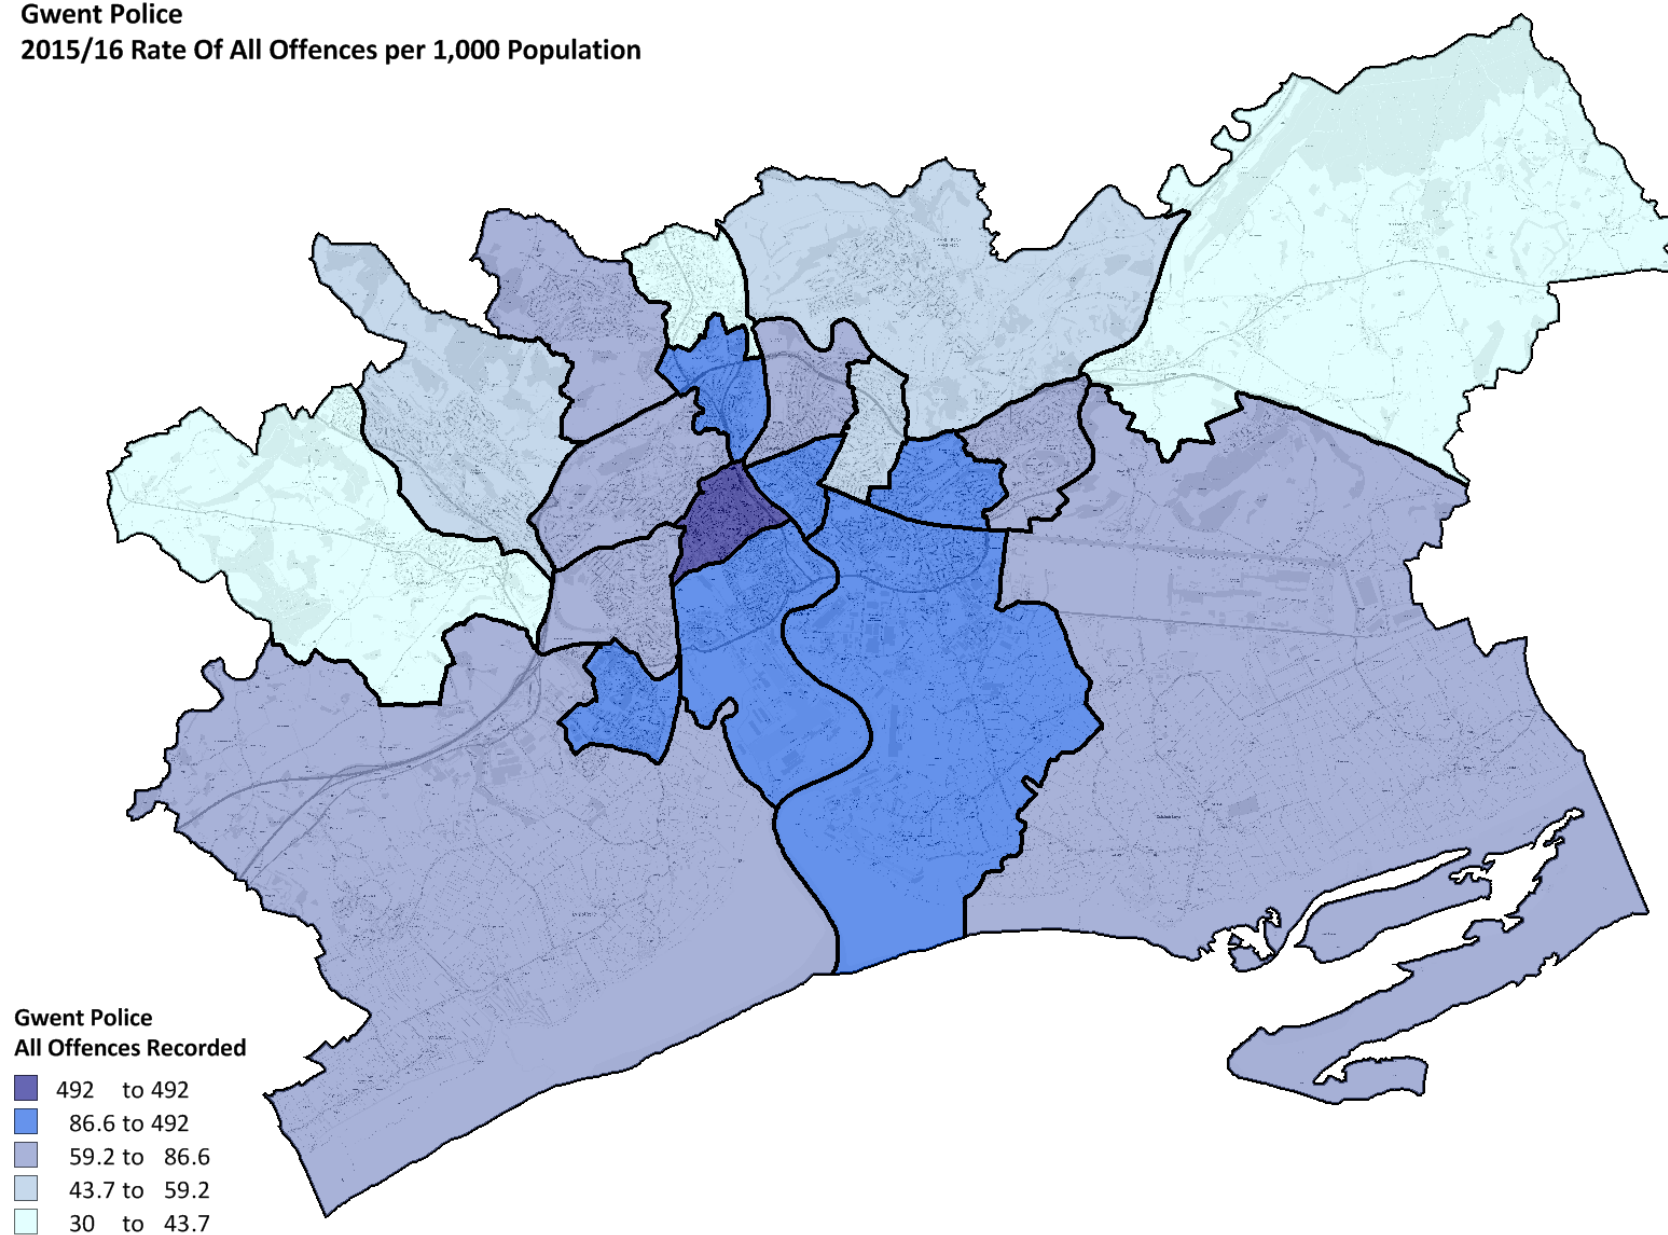 Gwent Police
2015/16 Rate Of All Offences per 1,000 Population
Gwent Police
All Offences Recorded
492 to 492
86.6 to 492
59.2 to 86.6
43.7 to 59.2
30 to 43.7